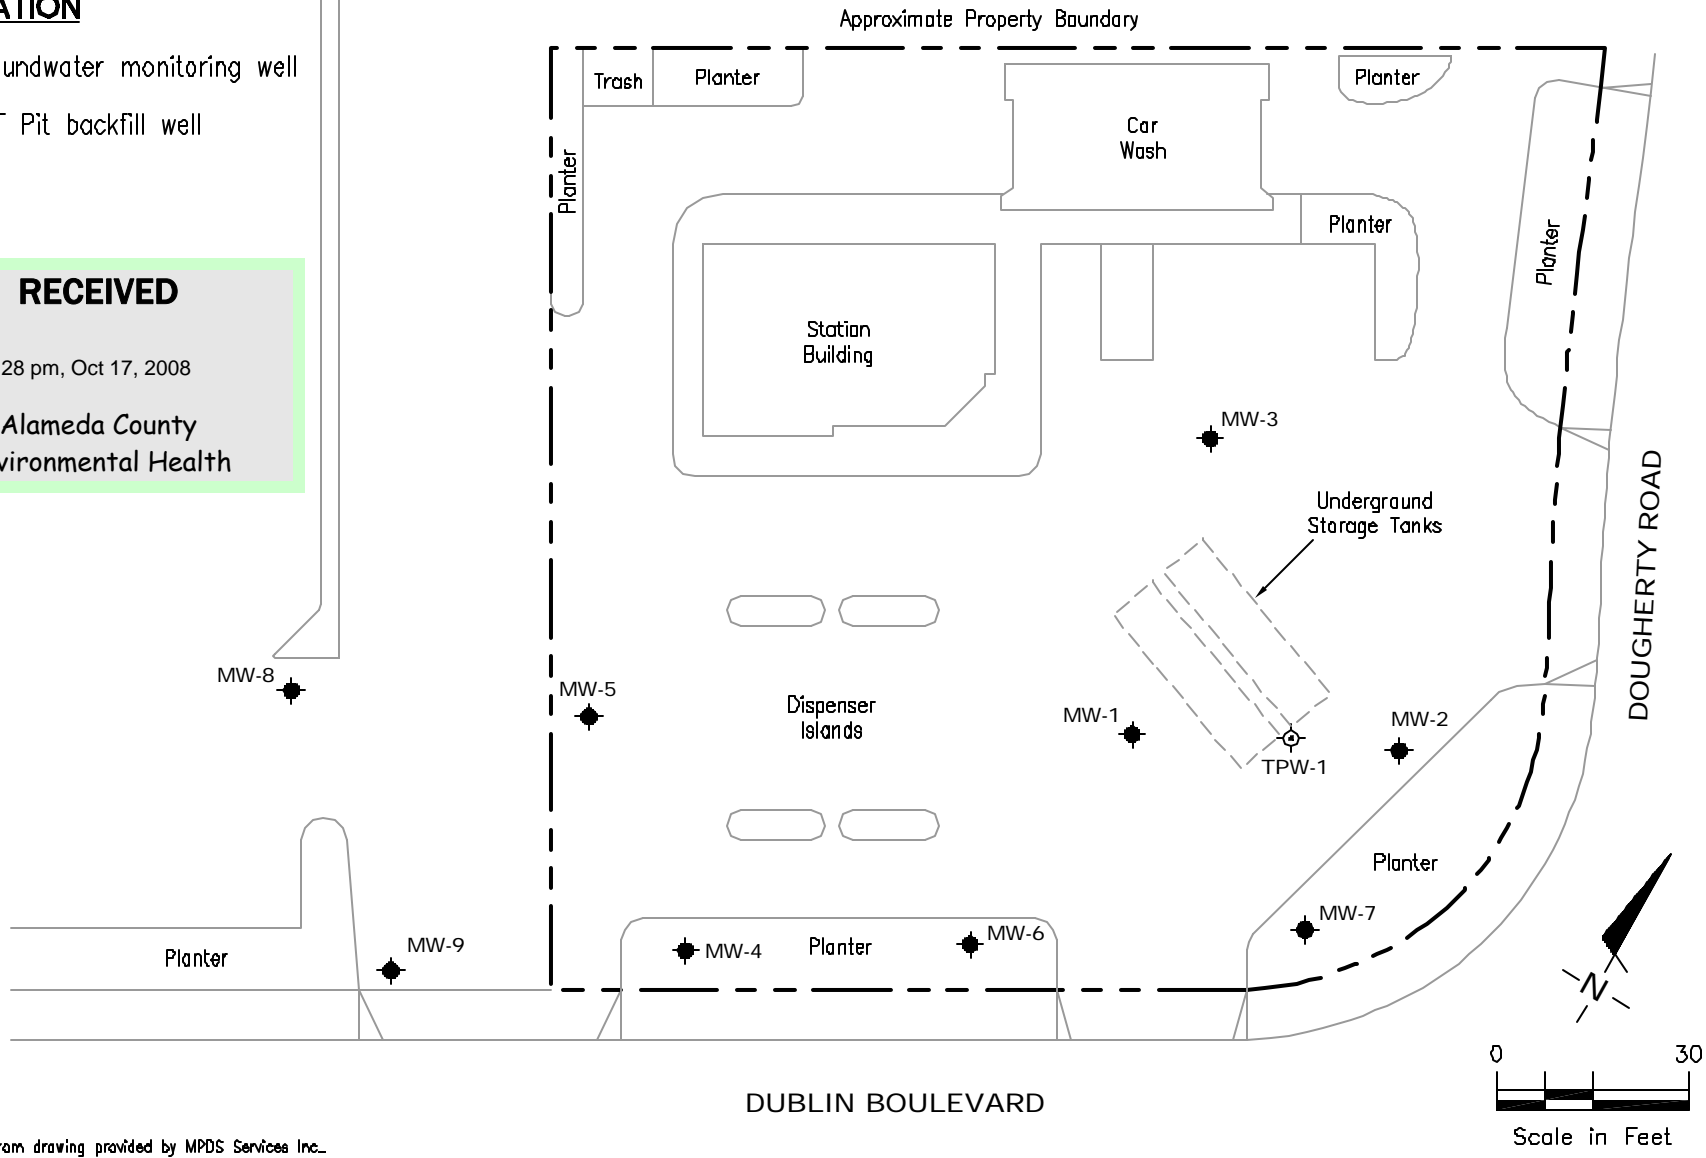 Approximate Property Boundary
undwater monitoring well
Pit backfill well
Trash
Planter
Planter
Planter
Car
Wash
Planter
Planter
RECEIVED
28 pm, Oct 17, 2008
Alameda County
vironmental Health
Station
Building
Planter
MW-3
Underground
Storage Tanks
DOUGHERTY ROAD
MW-8
MW-5
Dispenser
Islands
MW-1
MW-2
TPW-1
Planter
MW-7
MW-9
MW-4
Planter
MW-6
Planter
N
0 30
Scale in Feet
DUBLIN BOULEVARD
am drawing provided by MPDS Services Inc.